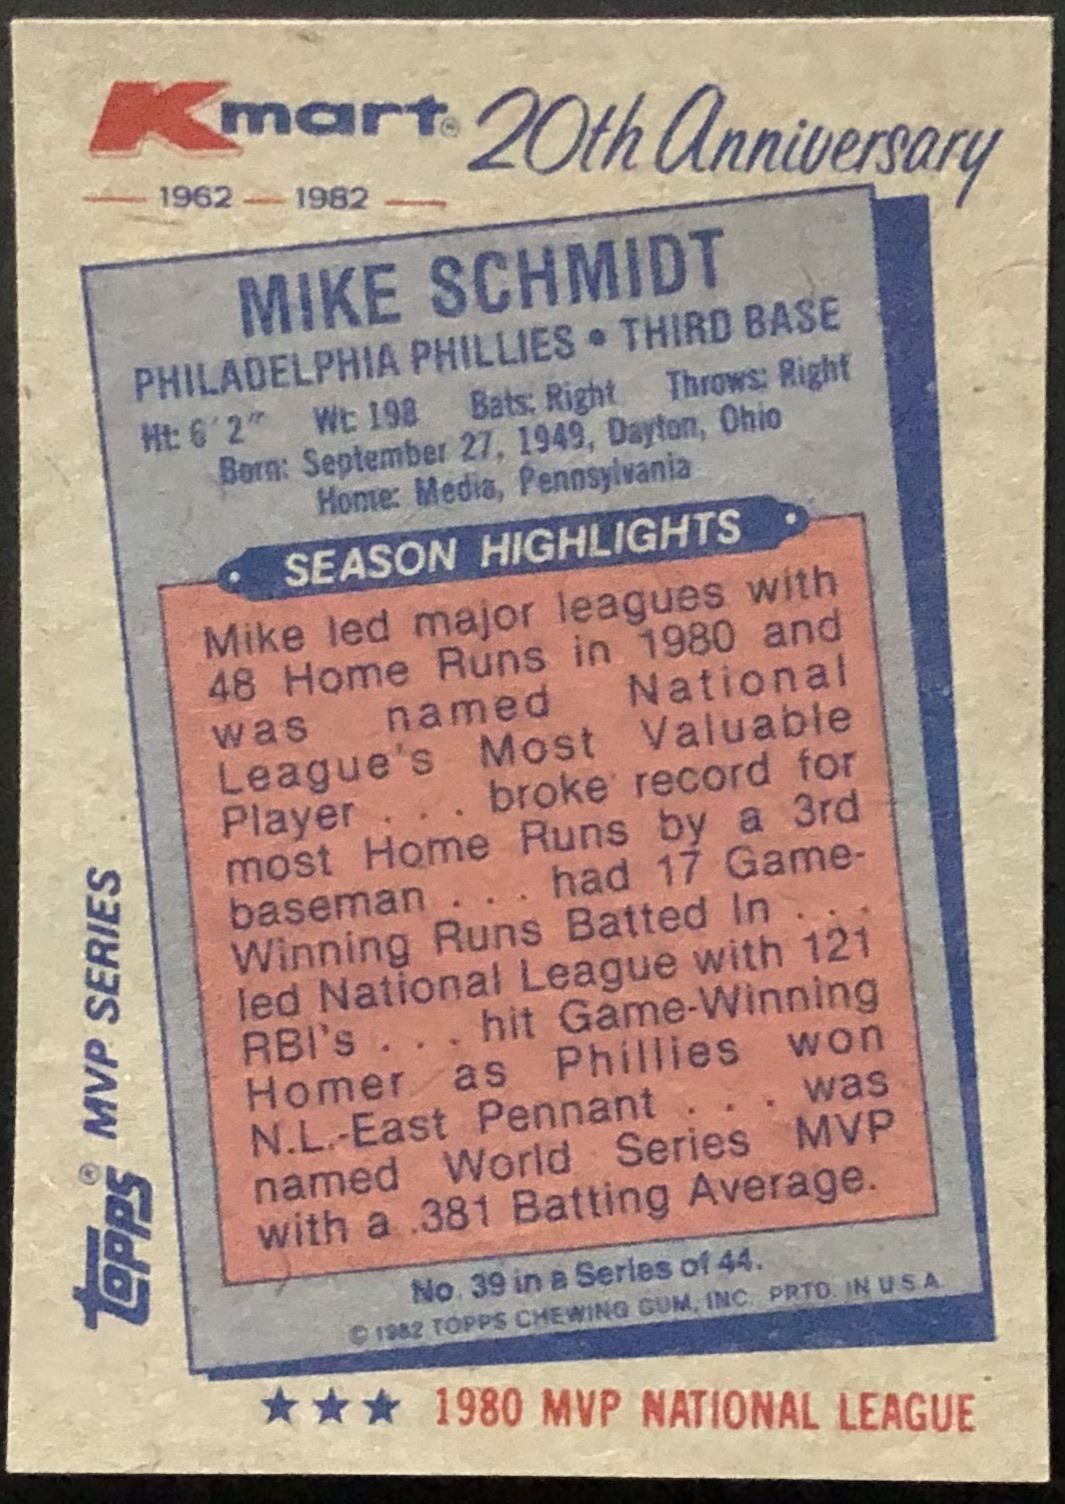 Kmart® 20th Anniversary
1962 — 1982
MIKE SCHMIDT
PHILADELPHIA PHILLIES • THIRD BASE
Ht: 6'2" Wt: 198 Bats: Right Throws: Right
Born: September 27, 1949, Dayton, Ohio
Home: Media, Pennsylvania
SEASON HIGHLIGHTS
Mike led major leagues with
48 Home Runs in 1980 and
was named National
League's Most Valuable
Player . . . broke record for
most Home Runs by a 3rd
baseman . . . had 17 Game-
Winning Runs Batted In . . .
led National League with 121
RBI's . . . hit Game-Winning
Homer as Phillies won
N.L.-East Pennant . . . was
named World Series MVP
with a .381 Batting Average.
No. 39 in a Series of 44.
© 1982 TOPPS CHEWING GUM, INC. PRTD. IN U.S.A.
TOPPS® MVP SERIES
★★★ 1980 MVP NATIONAL LEAGUE